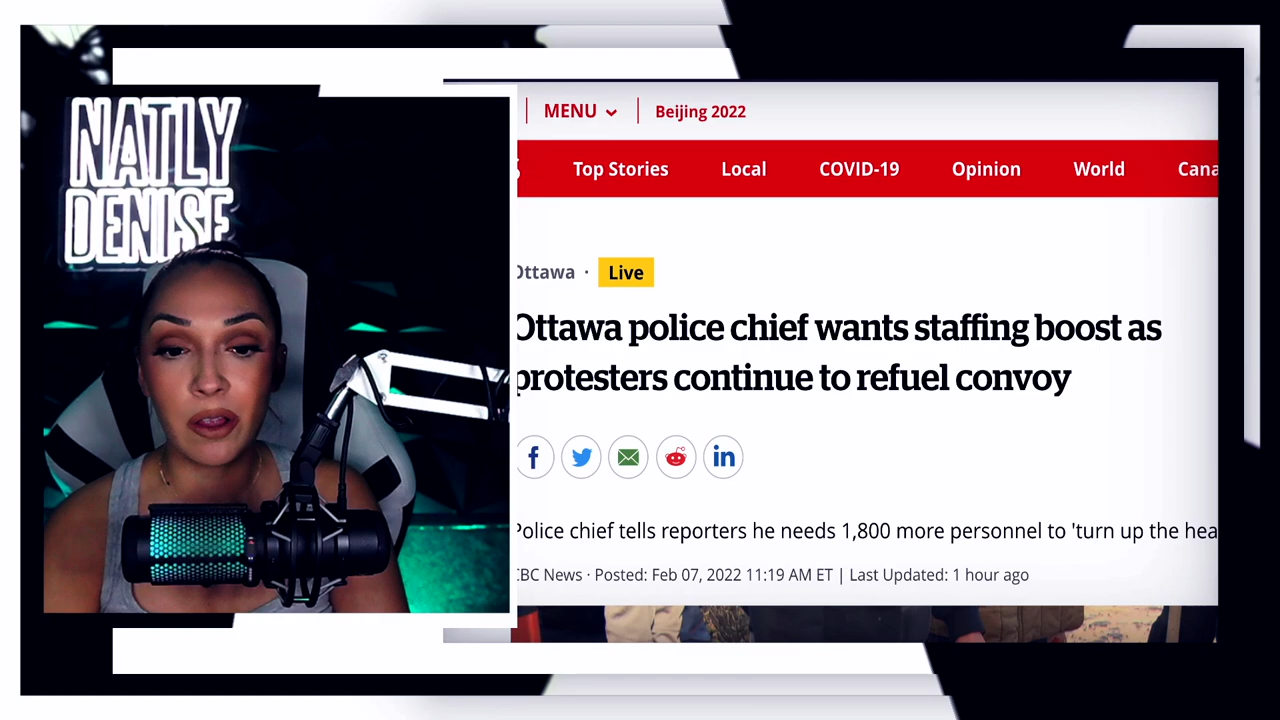 NATLY
DENISE
MENU
Beijing 2022
Top Stories Local COVID-19 Opinion World Cana
Ottawa · Live
Ottawa police chief wants staffing boost as
protesters continue to refuel convoy
Police chief tells reporters he needs 1,800 more personnel to 'turn up the hea
CBC News · Posted: Feb 07, 2022 11:19 AM ET | Last Updated: 1 hour ago